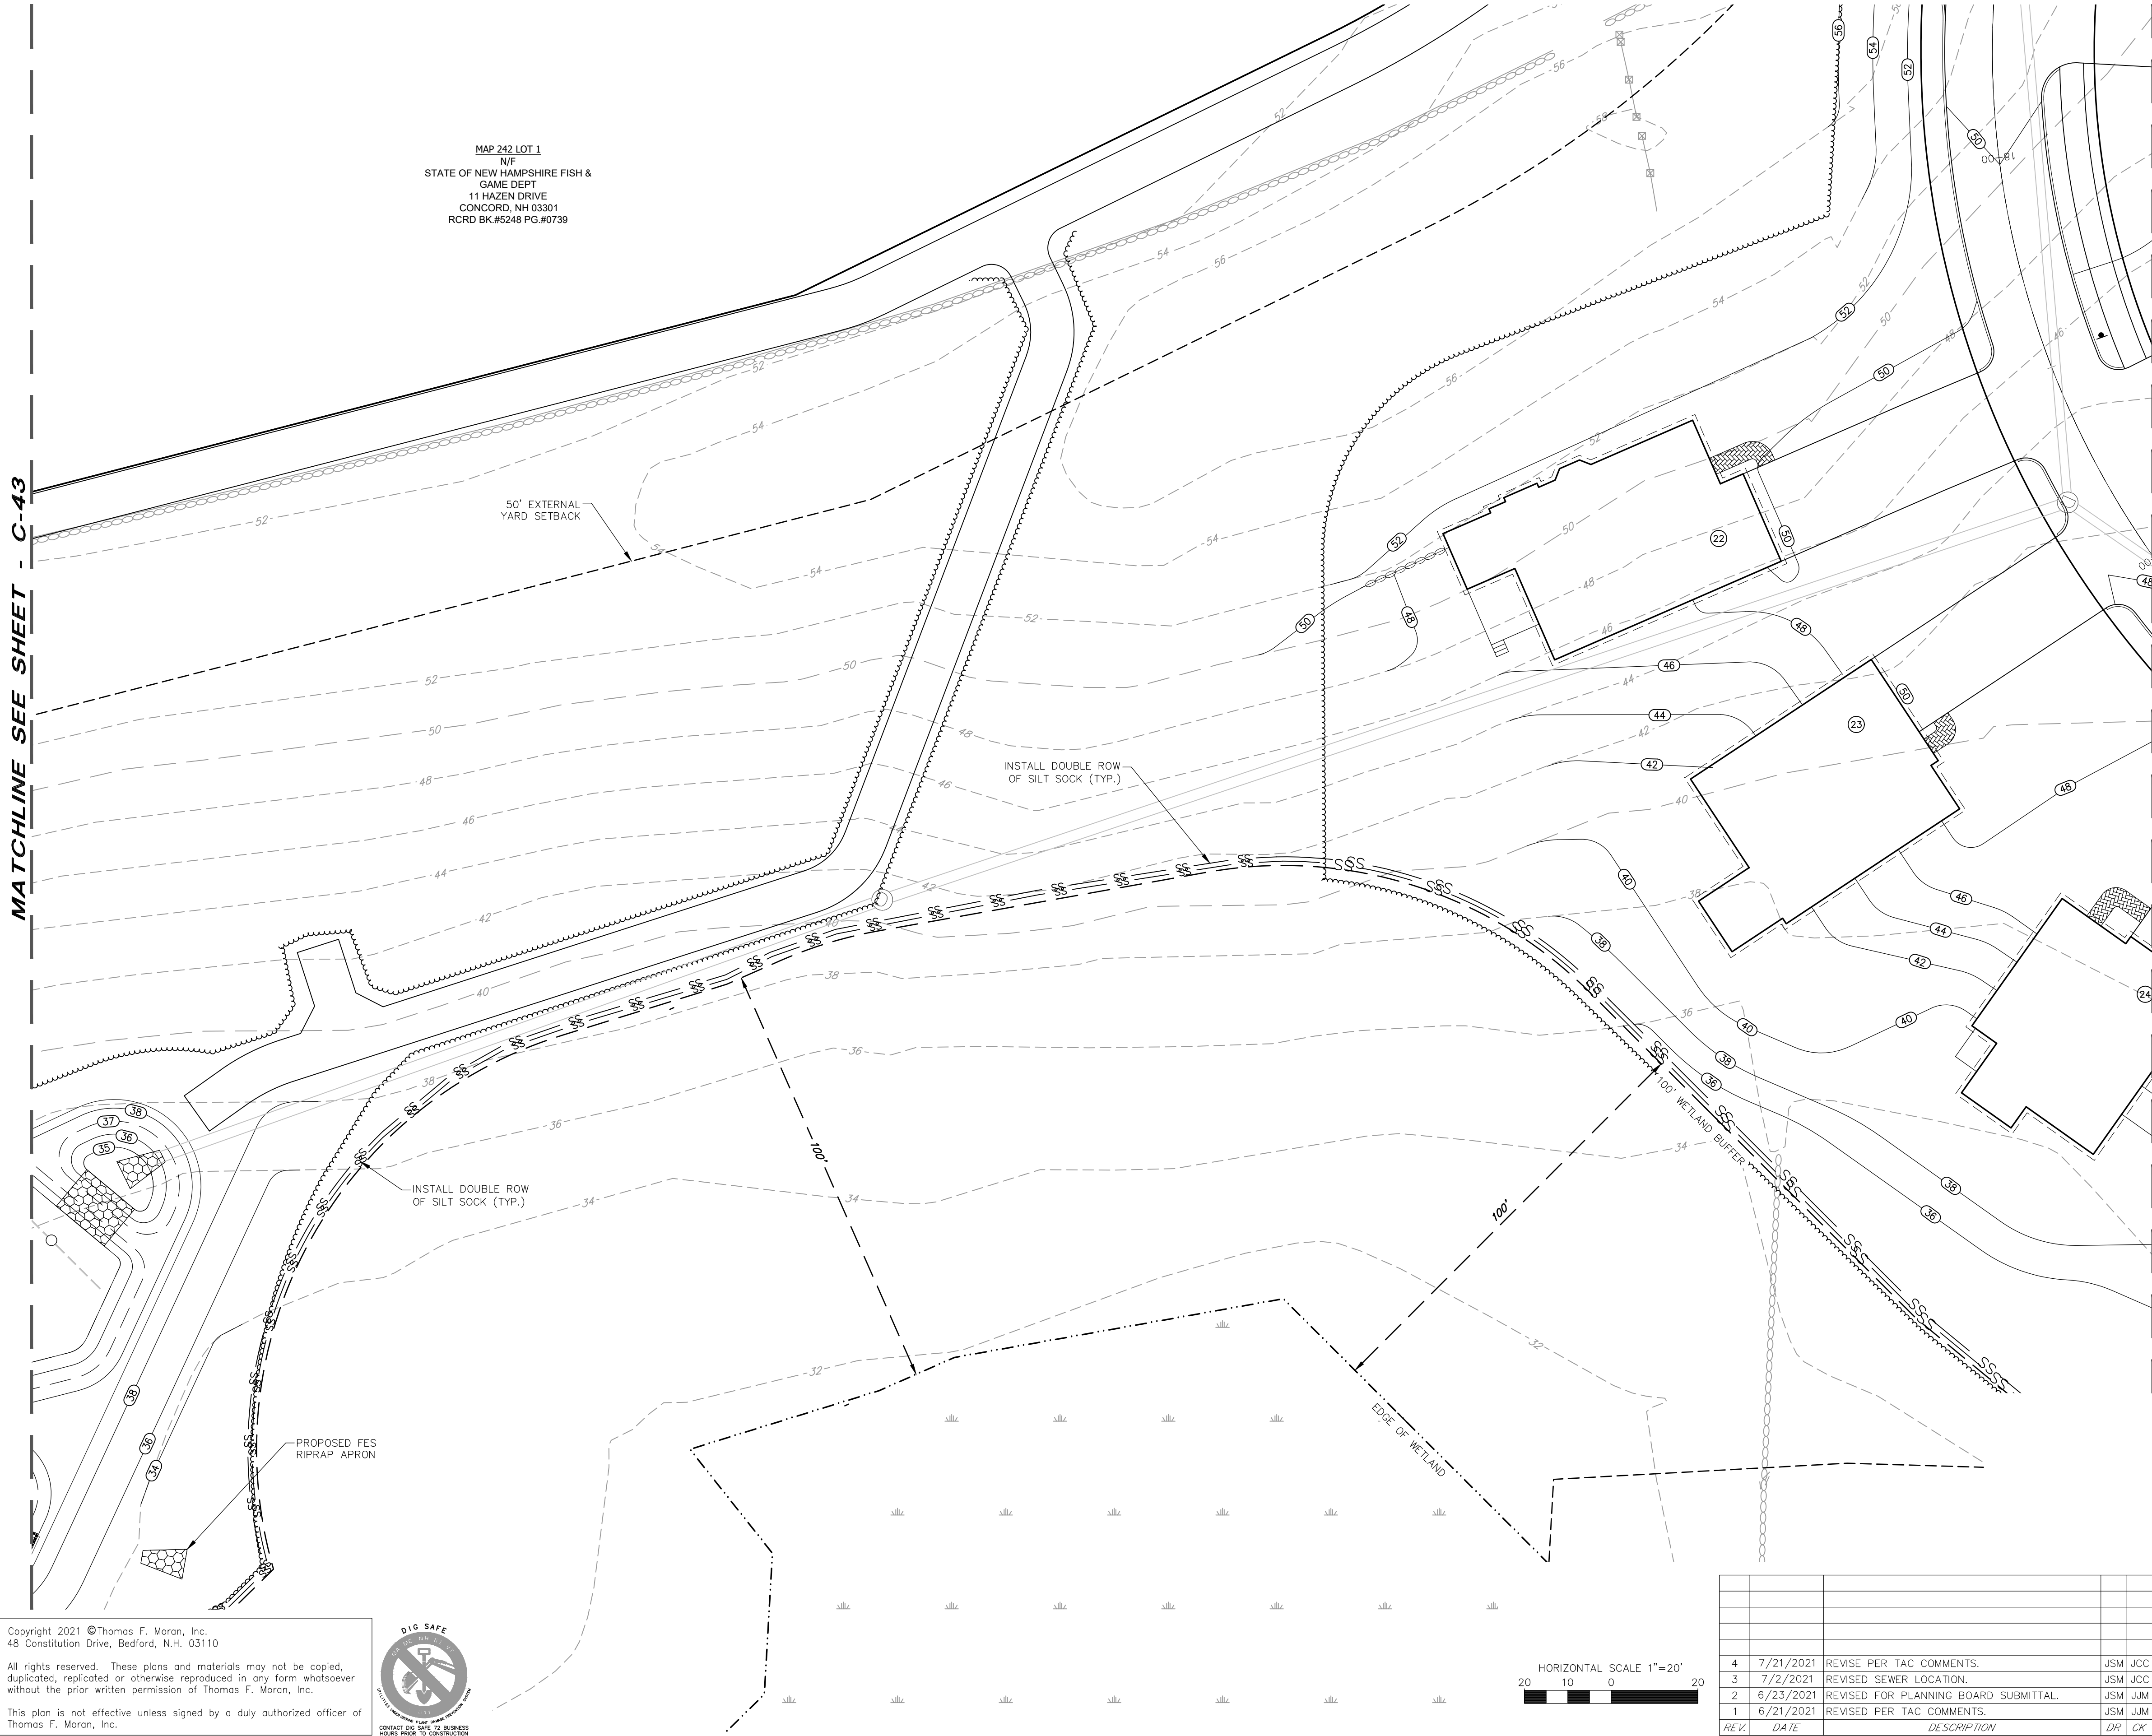 MATCHLINE SEE SHEET - C-43
MAP 242 LOT 1
N/F
STATE OF NEW HAMPSHIRE FISH &
GAME DEPT
11 HAZEN DRIVE
CONCORD, NH 03301
RCRD BK.#5248 PG.#0739
50' EXTERNAL
YARD SETBACK
INSTALL DOUBLE ROW
OF SILT SOCK (TYP.)
INSTALL DOUBLE ROW
OF SILT SOCK (TYP.)
100'
100'
100' WETLAND BUFFER
EDGE OF WETLAND
PROPOSED FES
RIPRAP APRON
18+00
22
23
24
Copyright 2021 ©Thomas F. Moran, Inc.
48 Constitution Drive, Bedford, N.H. 03110
All rights reserved. These plans and materials may not be copied,
duplicated, replicated or otherwise reproduced in any form whatsoever
without the prior written permission of Thomas F. Moran, Inc.
This plan is not effective unless signed by a duly authorized officer of
Thomas F. Moran, Inc.
DIG SAFE
CONTACT DIG SAFE 72 BUSINESS
HOURS PRIOR TO CONSTRUCTION
HORIZONTAL SCALE 1"=20'
20 10 0 20
4 7/21/2021 REVISE PER TAC COMMENTS. JSM JCC
3 7/2/2021 REVISED SEWER LOCATION. JSM JCC
2 6/23/2021 REVISED FOR PLANNING BOARD SUBMITTAL. JSM JJM
1 6/21/2021 REVISED PER TAC COMMENTS. JSM JJM
REV. DATE DESCRIPTION DR CK